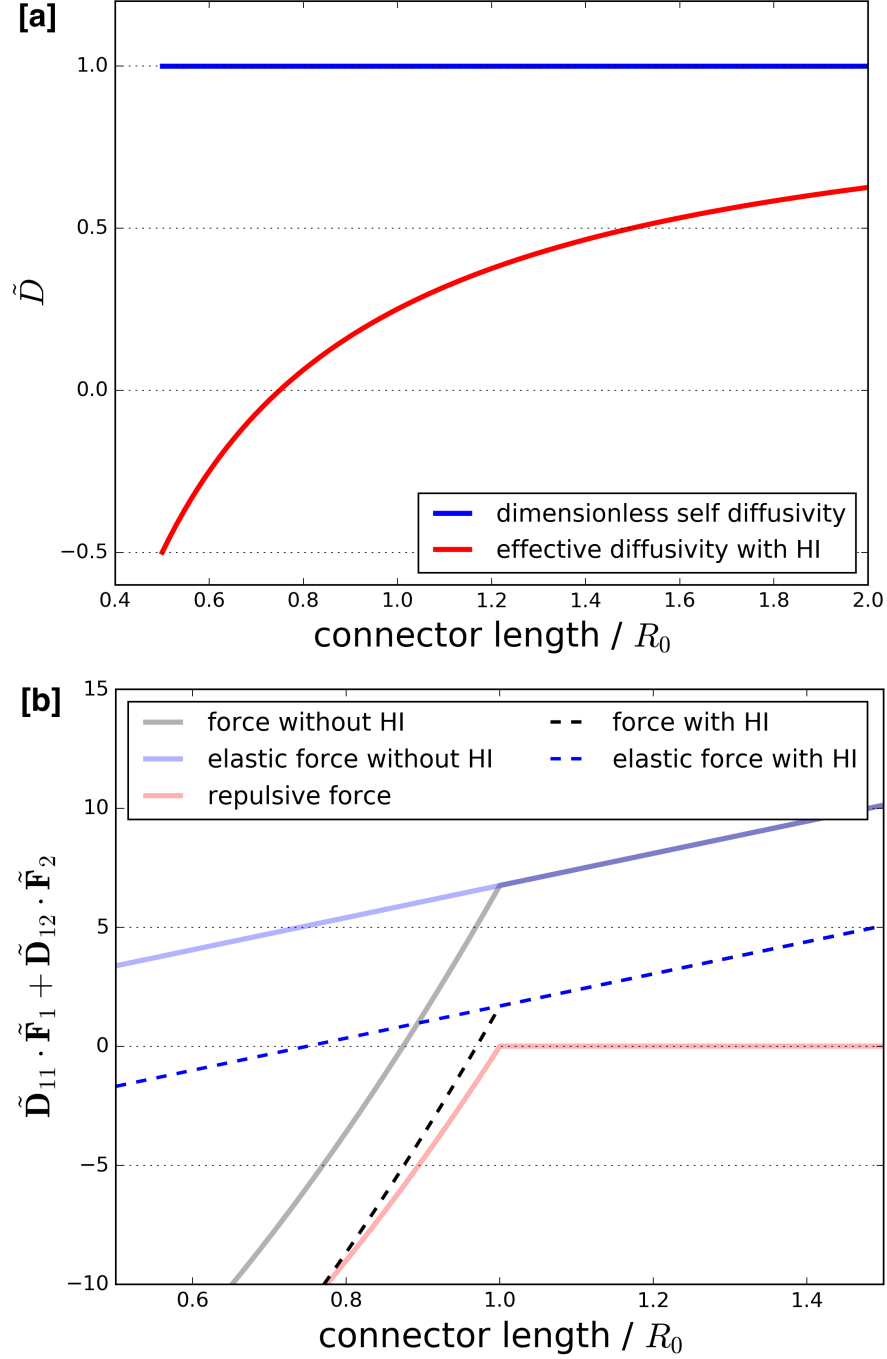 [a]
1.0
0.5
0.0
−0.5
D̃
dimensionless self diffusivity
effective diffusivity with HI
0.4 0.6 0.8 1.0 1.2 1.4 1.6 1.8 2.0
connector length / R₀
[b]
15
10
5
0
−5
−10
D̃₁₁ · F̃₁ + D̃₁₂ · F̃₂
force without HI
elastic force without HI
repulsive force
force with HI
elastic force with HI
0.6 0.8 1.0 1.2 1.4
connector length / R₀